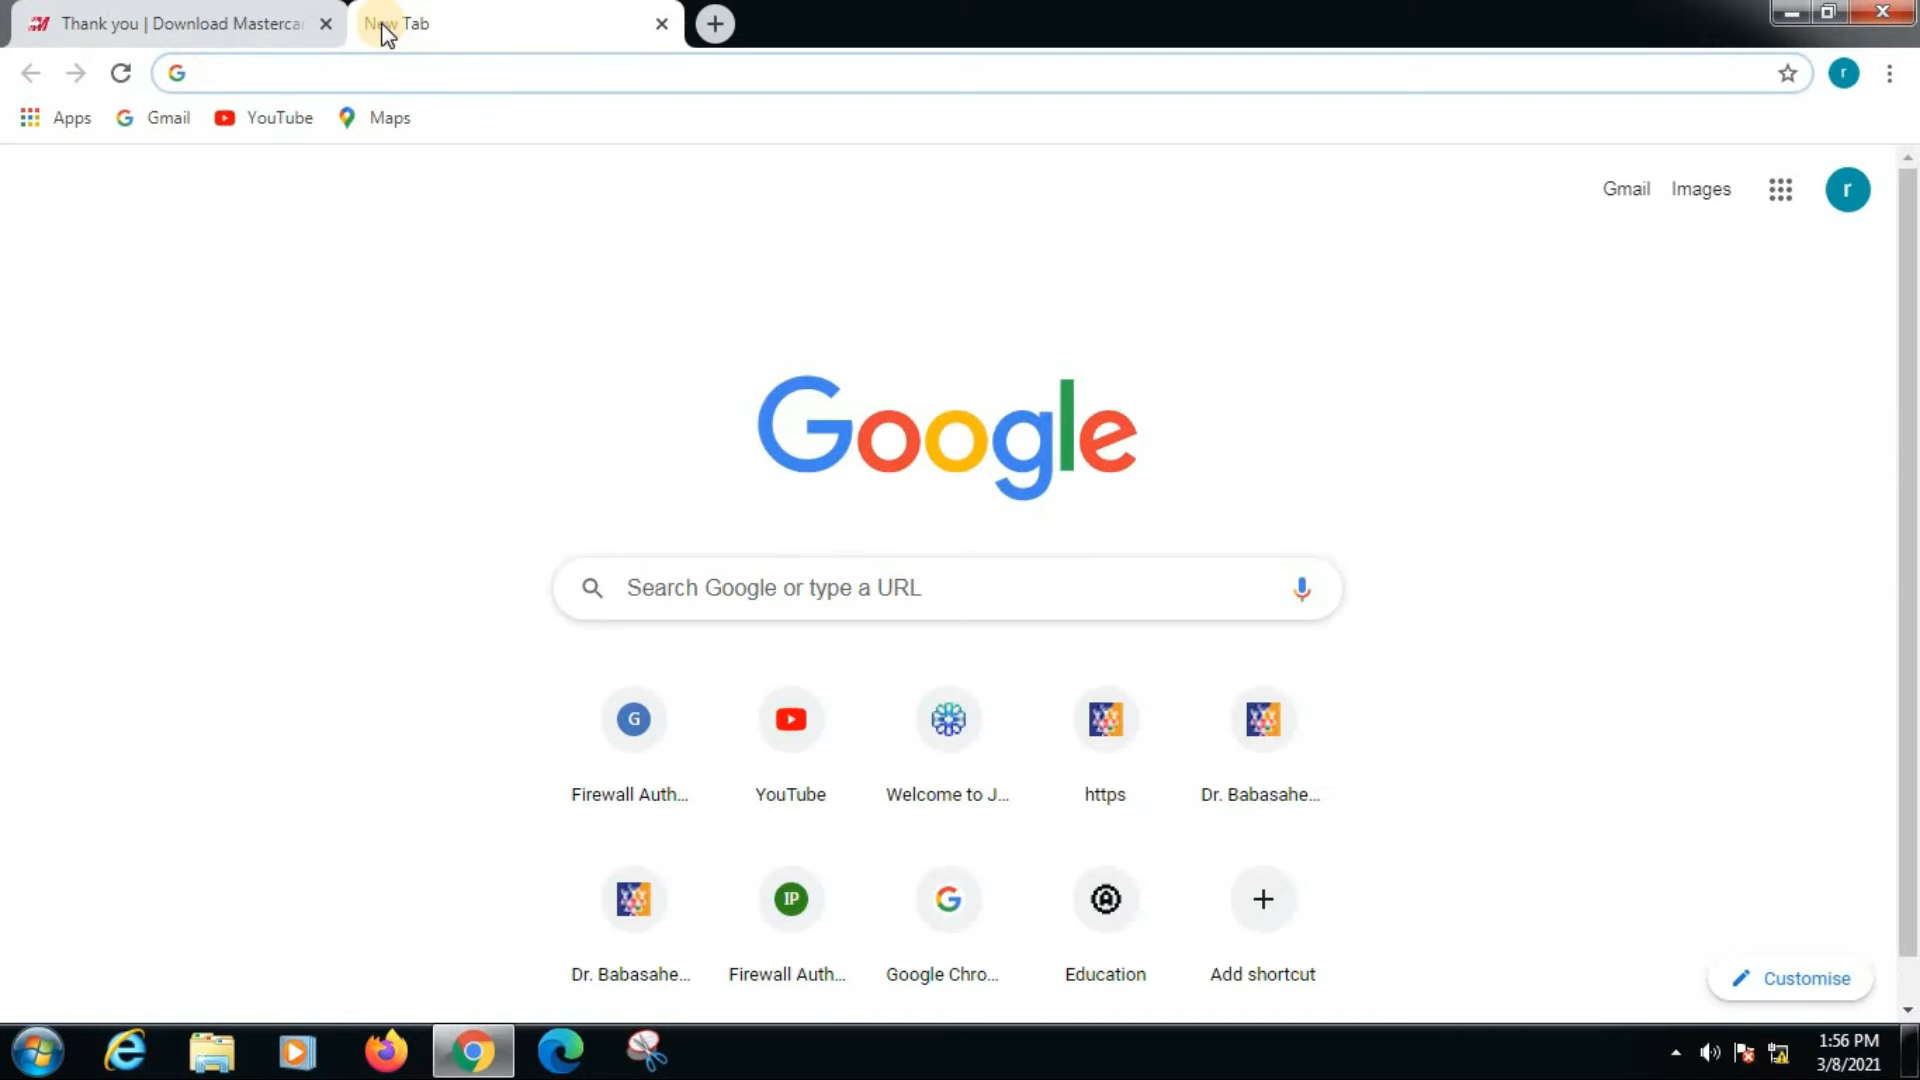 Thank you | Download Masterca
New Tab
Apps
Gmail
YouTube
Maps
r
Gmail
Images
r
Google
Search Google or type a URL
G
Firewall Auth...
YouTube
Welcome to J...
https
Dr. Babasahe...
Dr. Babasahe...
IP
Firewall Auth...
Google Chro...
Education
Add shortcut
Customise
1:56 PM
3/8/2021